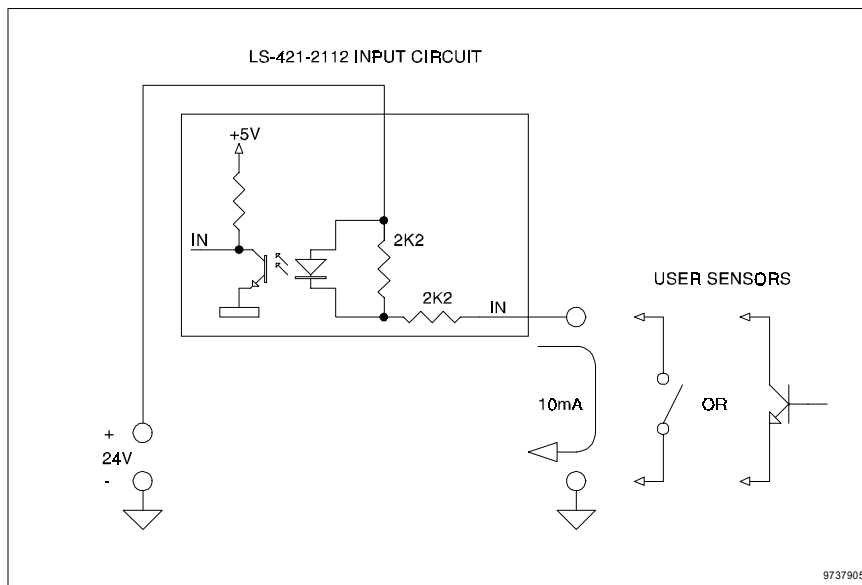 LS-421-2112 INPUT CIRCUIT
+5V
IN
2K2
2K2
IN
USER SENSORS
10mA
OR
+
24V
-
9737905